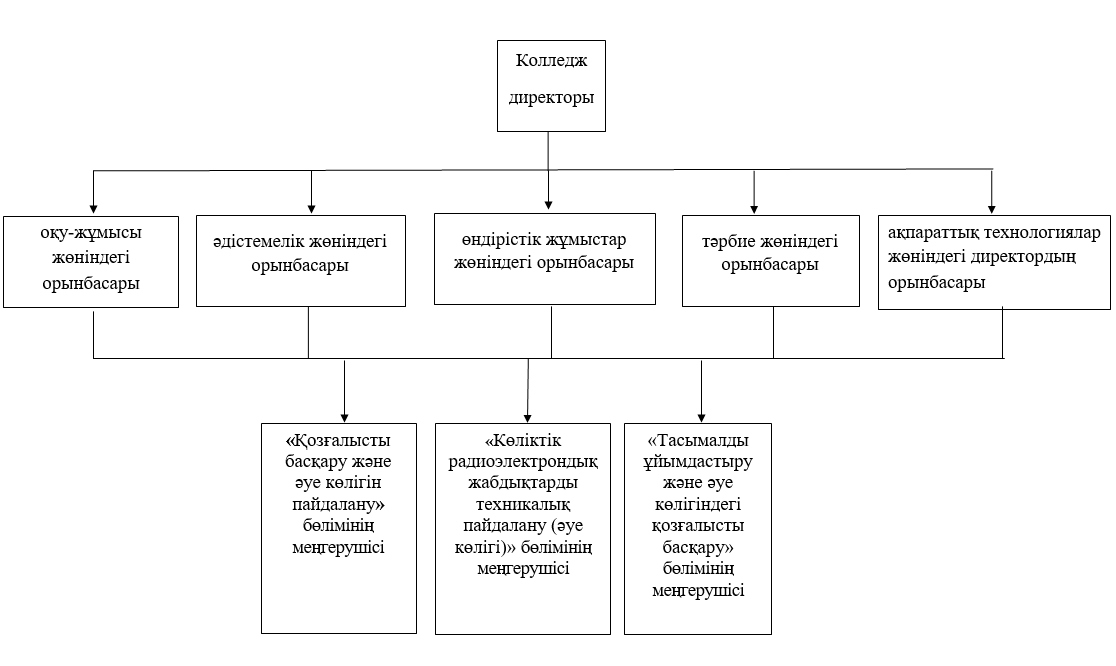 Колледж
директоры
оқу-жұмысы
жөніндегі
орынбасары
әдістемелік жөніндегі
орынбасары
өндірістік жұмыстар
жөніндегі орынбасары
тәрбие жөніндегі
орынбасары
ақпараттық технологиялар
жөніндегі директордың
орынбасары
«Қозғалысты
басқару және
әуе көлігін
пайдалану»
бөлімінің
меңгерушісі
«Көліктік
радиоэлектрондық
жабдықтарды
техникалық
пайдалану (әуе
көлігі)» бөлімінің
меңгерушісі
«Тасымалды
ұйымдастыру
және әуе
көлігіндегі
қозғалысты
басқару»
бөлімінің
меңгерушісі